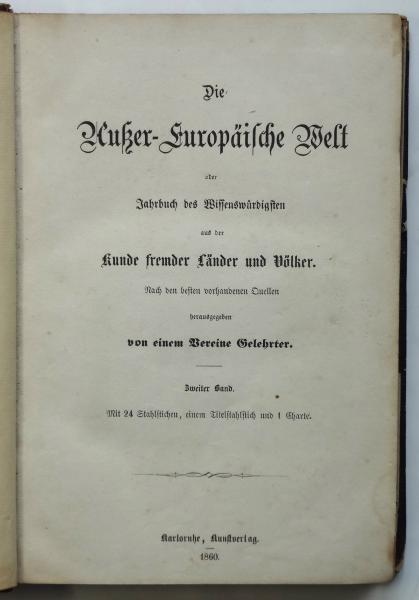 Die
Außer-Europäische Welt
oder
Jahrbuch des Wissenswürdigsten
aus der
Kunde fremder Länder und Völker.
Nach den besten vorhandenen Quellen
herausgegeben
von einem Vereine Gelehrter.
Zweiter Band.
Mit 24 Stahlstichen, einem Titelstahlstich und 1 Charte.
Karlsruhe, Kunstverlag.
1860.